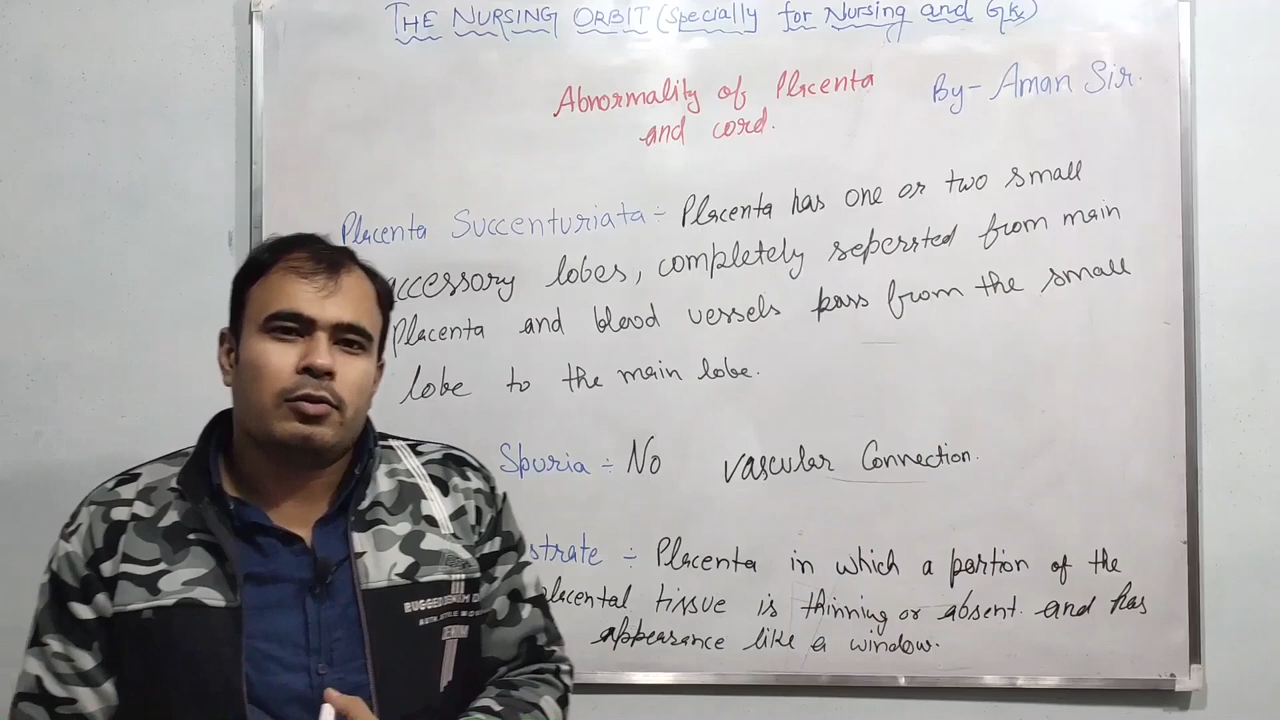 THE NURSING ORBIT (specially for Nursing and Gk)
Abnormality of Placenta
and cord.
By- Aman Sir.
Placenta Succenturiata ÷ Placenta has one or two small
accessory lobes, completely seperated from main
Placenta and blood vessels pass from the small
lobe to the main lobe.
Spuria ÷ No vascular Connection.
strate ÷ Placenta in which a portion of the
placental tissue is thinning or absent. and has
appearance like a window.
RUGGED